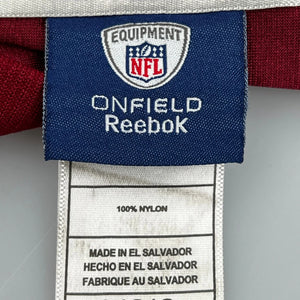 EQUIPMENT
NFL
ONFIELD
Reebok
100% NYLON
MADE IN EL SALVADOR
HECHO EN EL SALVADOR
FABRIQUE AU SALVADOR